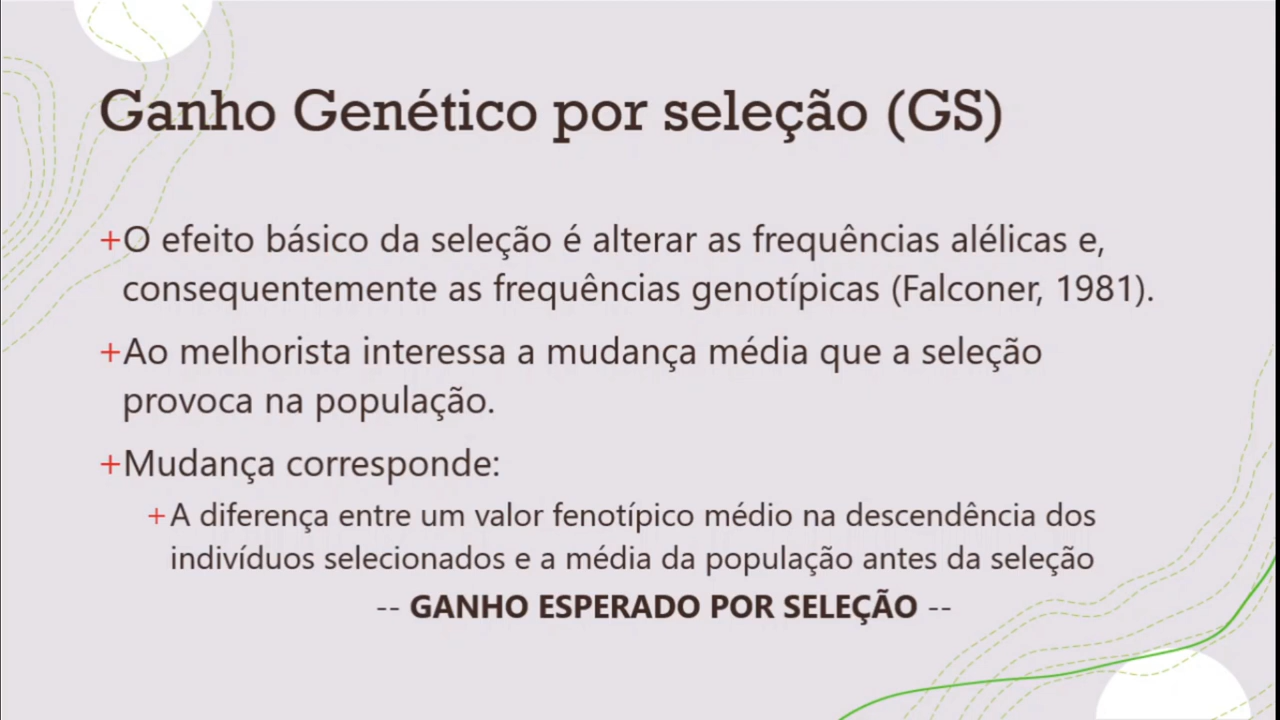 Ganho Genético por seleção (GS)
+O efeito básico da seleção é alterar as frequências alélicas e,
consequentemente as frequências genotípicas (Falconer, 1981).
+Ao melhorista interessa a mudança média que a seleção
provoca na população.
+Mudança corresponde:
+A diferença entre um valor fenotípico médio na descendência dos
indivíduos selecionados e a média da população antes da seleção
-- GANHO ESPERADO POR SELEÇÃO --